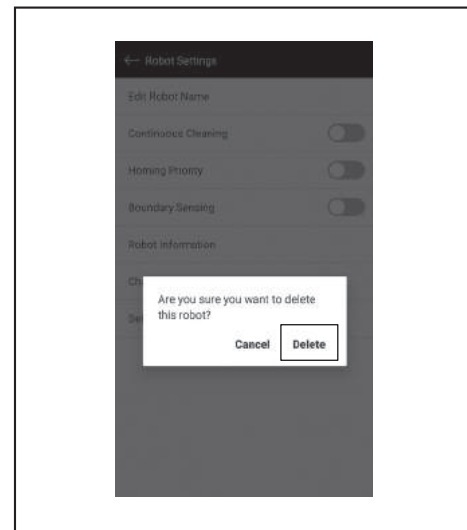 ← Robot Settings
Edit Robot Name
Continuous Cleaning
Homing Priority
Boundary Sensing
Robot Information
Are you sure you want to delete
this robot?
Cancel Delete